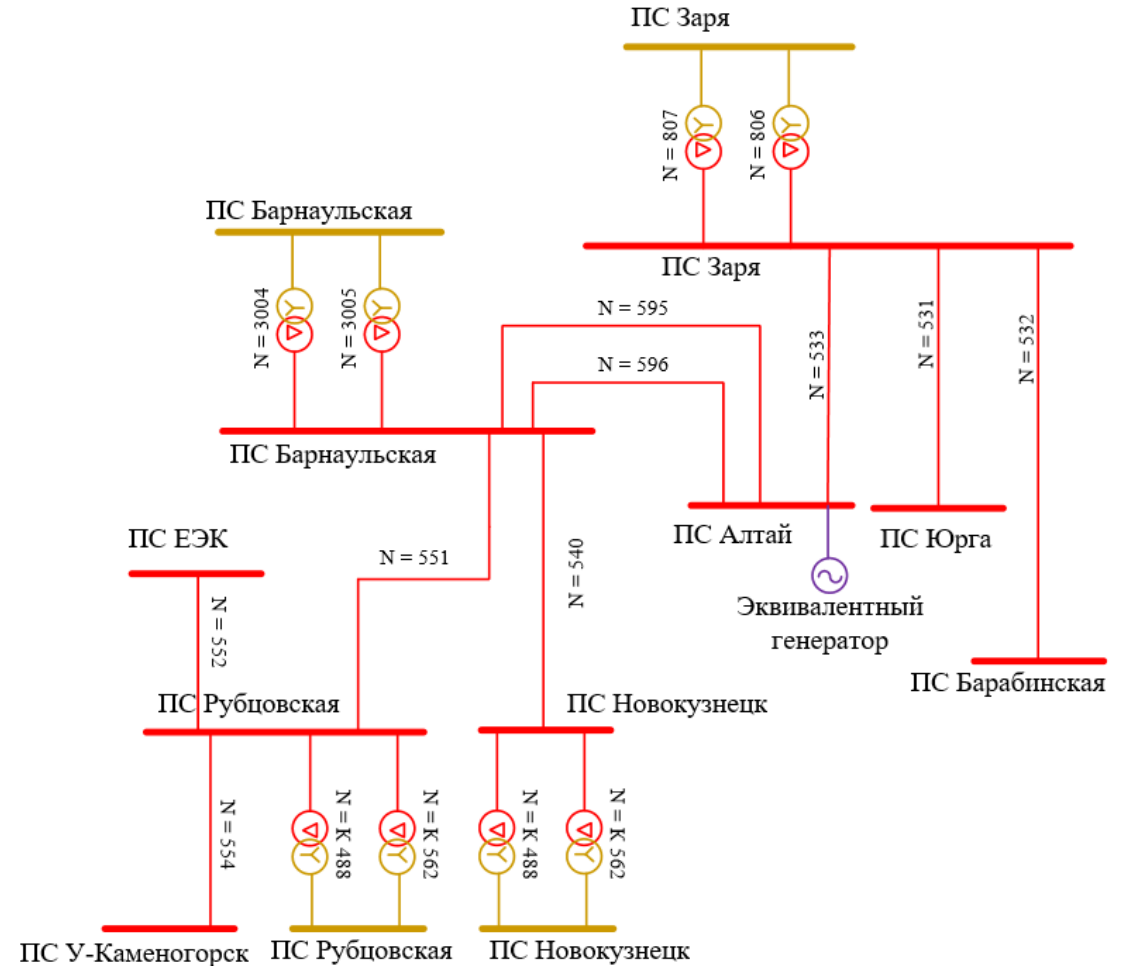 ПС Заря
N = 807
N = 806
ПС Барнаульская
ПС Заря
N = 3004
N = 3005
N = 595
N = 531
N = 532
N = 533
N = 596
ПС Барнаульская
ПС Алтай
ПС Юрга
ПС ЕЭК
N = 551
N = 540
Эквивалентный
генератор
N = 552
ПС Барабинская
ПС Рубцовская
ПС Новокузнецк
N = 554
N = К 488
N = К 562
N = К 488
N = К 562
ПС У-Каменогорск
ПС Рубцовская
ПС Новокузнецк